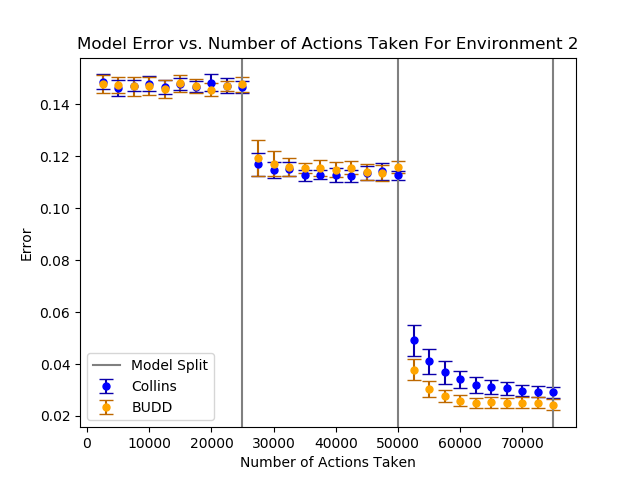 Model Error vs. Number of Actions Taken For Environment 2
Error
0.14
0.12
0.10
0.08
0.06
0.04
0.02
Model Split
Collins
BUDD
0 10000 20000 30000 40000 50000 60000 70000
Number of Actions Taken